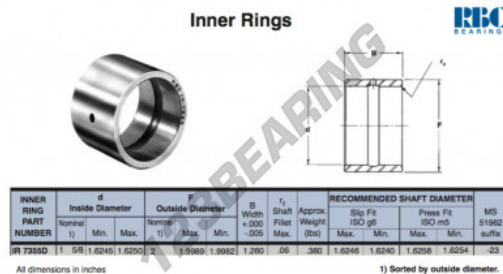 Inner Rings
RBC
BEARING
B
r₂
d
F
123BEARING
INNER RING PART NUMBER
d Inside Diameter
F Outside Diameter
B Width +.000 -.005
r₂ Shaft Fillet Max.
Approx. Weight (lbs)
RECOMMENDED SHAFT DIAMETER
Slip Fit ISO g6
Press Fit ISO m5
MS 51962 suffix
Nominal 1) Min. Max. Nominal 1) Max. Min. Max. Min. Max. Min.
IR 7355D 1 5/8 1.6245 1.6250 2 1.9989 1.9982 1.260 .06 .380 1.6246 1.6240 1.6258 1.6254 -23
All dimensions in inches
1) Sorted by outside diameter.